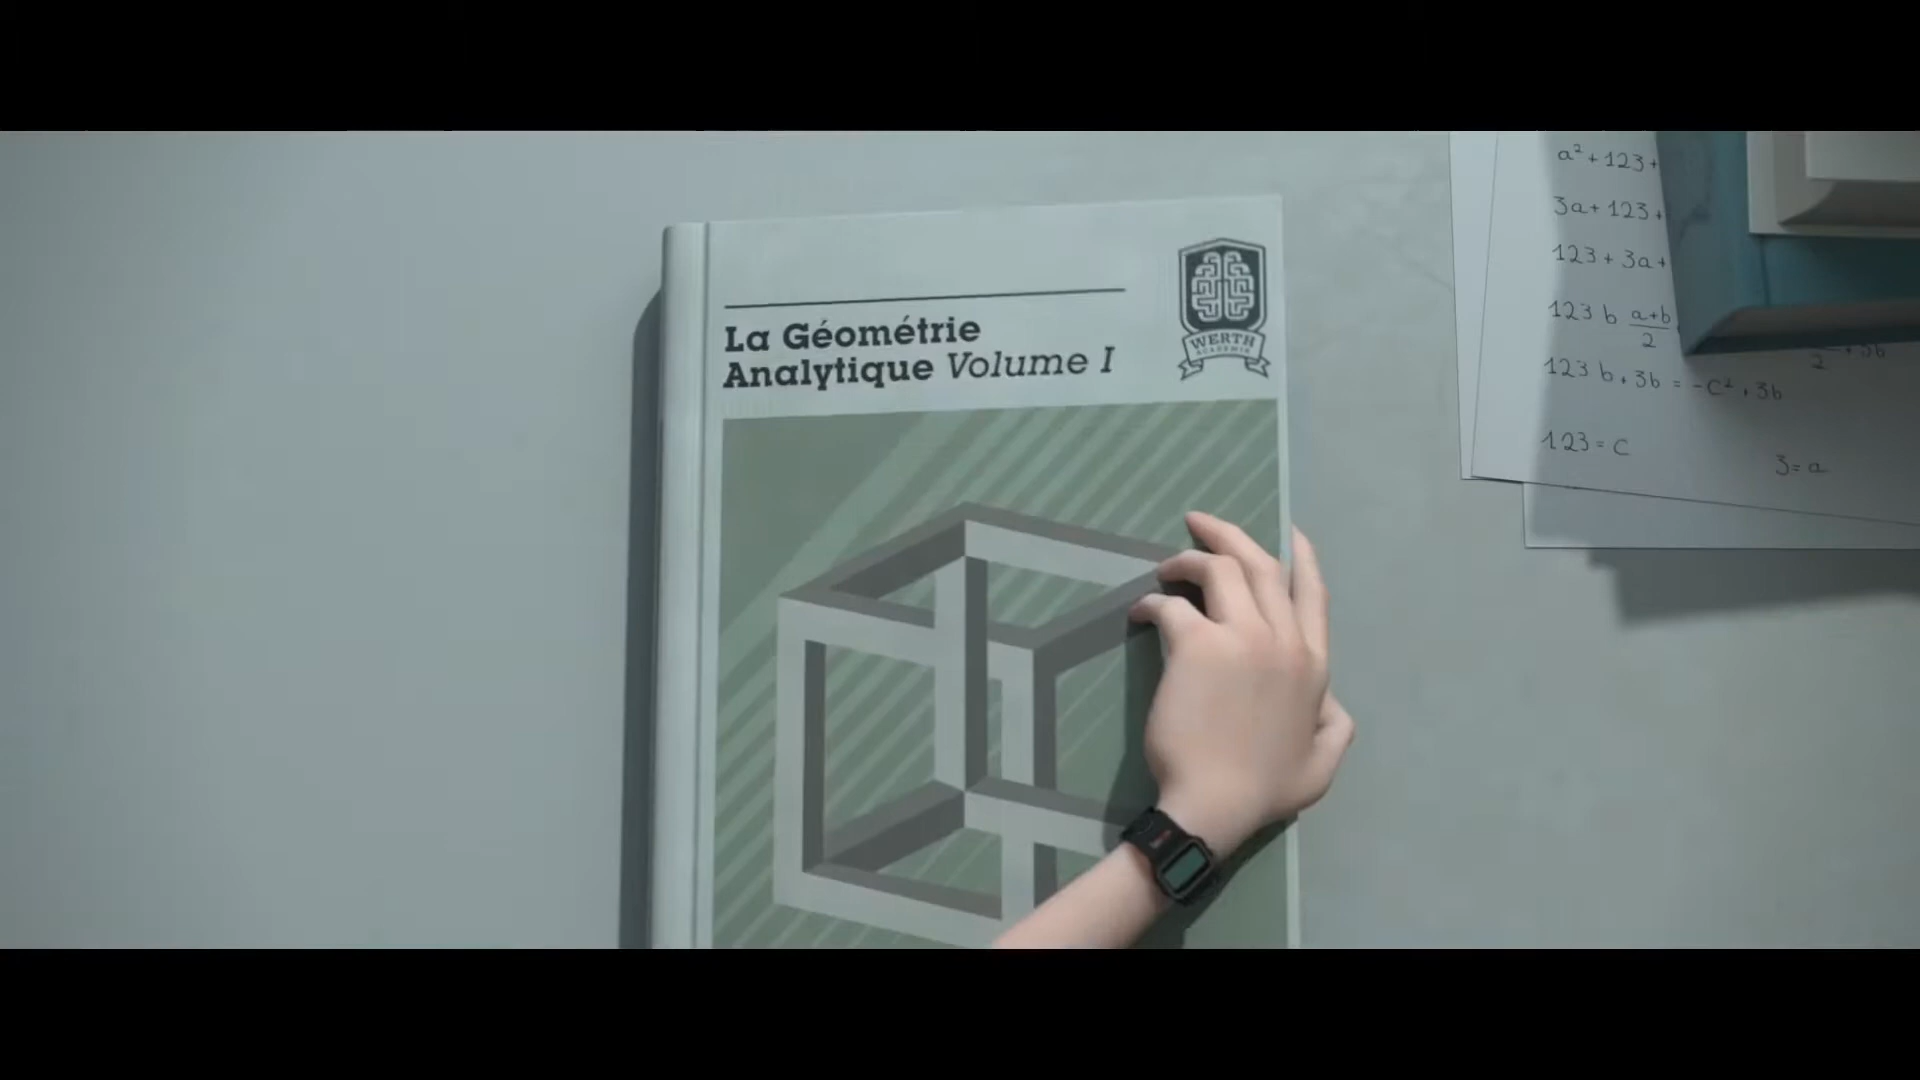 La Géométrie
Analytique Volume I
WERTH
ACADEMIE
a² + 123 +
3a + 123 +
123 + 3a +
123 b a+b/2
123 b + 3b = -c² + 3b
123 = c
3 = a